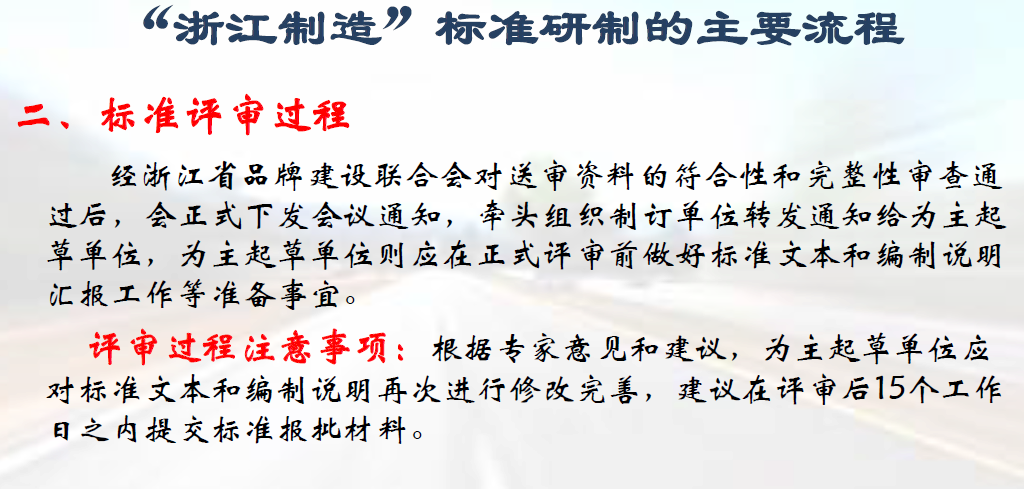 “浙江制造”标准研制的主要流程
二、标准评审过程
经浙江省品牌建设联合会对送审资料的符合性和完整性审查通
过后，会正式下发会议通知，牵头组织制订单位转发通知给为主起
草单位，为主起草单位则应在正式评审前做好标准文本和编制说明
汇报工作等准备事宜。
评审过程注意事项：根据专家意见和建议，为主起草单位应
对标准文本和编制说明再次进行修改完善，建议在评审后15个工作
日之内提交标准报批材料。